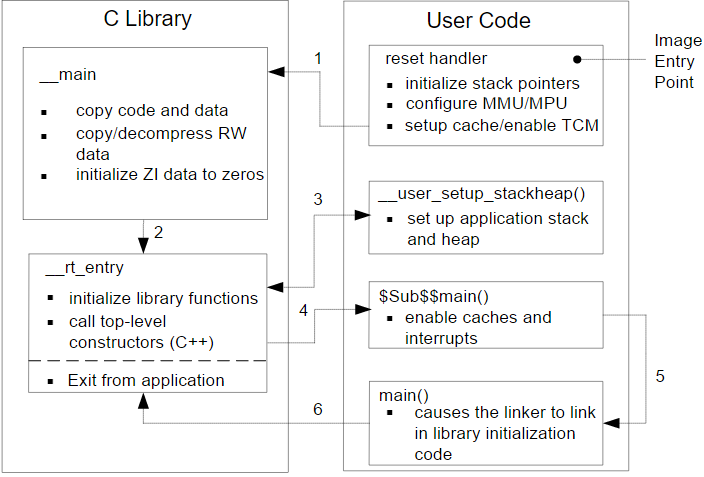 C Library
__main
▪ copy code and data
▪ copy/decompress RW
data
▪ initialize ZI data to zeros
2
__rt_entry
▪ initialize library functions
▪ call top-level
constructors (C++)
▪ Exit from application
1
3
4
6
User Code
reset handler
▪ initialize stack pointers
▪ configure MMU/MPU
▪ setup cache/enable TCM
Image
Entry
Point
__user_setup_stackheap()
▪ set up application stack
and heap
$Sub$$main()
▪ enable caches and
interrupts
5
main()
▪ causes the linker to link
in library initialization
code